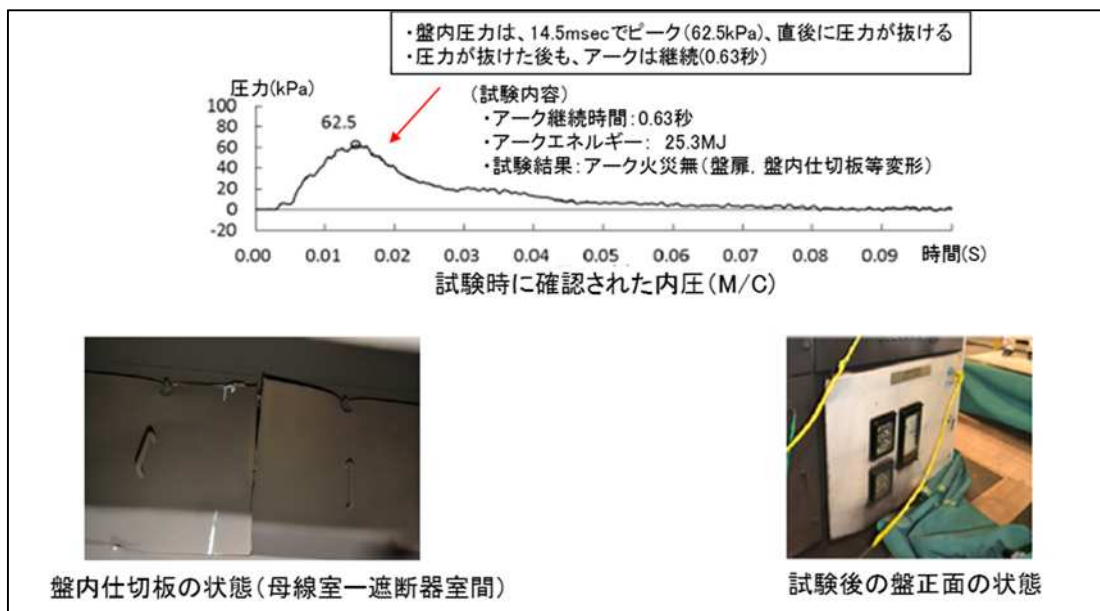 ・盤内圧力は、14.5msecでピーク(62.5kPa)、直後に圧力が抜ける
・圧力が抜けた後も、アークは継続(0.63秒)
圧力(kPa)
(試験内容)
・アーク継続時間:0.63秒
・アークエネルギー: 25.3MJ
・試験結果:アーク火災無(盤扉, 盤内仕切板等変形)
62.5
100
80
60
40
20
0
-20
0.00 0.01 0.02 0.03 0.04 0.05 0.06 0.07 0.08 0.09 時間(S)
試験時に確認された内圧(M/C)
盤内仕切板の状態(母線室ー遮断器室間)
試験後の盤正面の状態